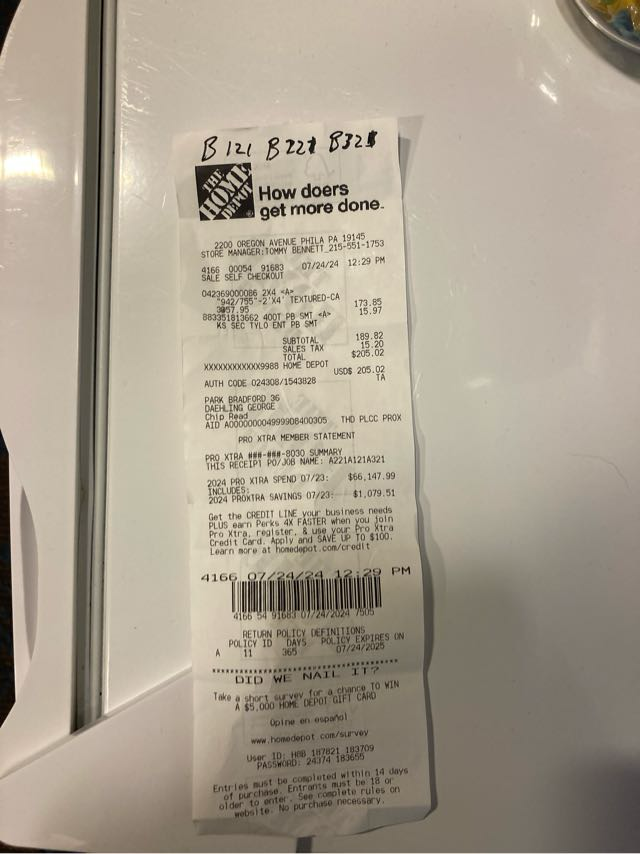 B121 B221 B321
THE
HOME
DEPOT
How doers
get more done.
2200 OREGON AVENUE PHILA PA 19145
STORE MANAGER:TOMMY BENNETT 215-551-1753
4166 00054 91683 07/24/24 12:29 PM
SALE SELF CHECKOUT
042369000086 2X4 <A>
"942/755"-2'X4' TEXTURED-CA
3@57.95 173.85
883351813662 400T PB SMT <A> 15.97
KS SEC TYLO ENT PB SMT
SUBTOTAL 189.82
SALES TAX 15.20
TOTAL $205.02
XXXXXXXXXXXX9988 HOME DEPOT
USD$ 205.02
AUTH CODE 024308/1543828 TA
PARK BRADFORD 36
DAEHLING GEORGE
Chip Read
AID A0000000049999D8400305 THD PLCC PROX
PRO XTRA MEMBER STATEMENT
PRO XTRA ###-###-8030 SUMMARY
THIS RECEIPT PO/JOB NAME: A221A121A321
2024 PRO XTRA SPEND 07/23: $66,147.99
INCLUDES:
2024 PROXTRA SAVINGS 07/23: $1,079.51
Get the CREDIT LINE your business needs
PLUS earn Perks 4X FASTER when you join
Pro Xtra, register, & use your Pro Xtra
Credit Card. Apply and SAVE UP TO $100.
Learn more at homedepot.com/credit
4166 07/24/24 12:29 PM
4166 54 91683 07/24/2024 7505
RETURN POLICY DEFINITIONS
POLICY ID DAYS POLICY EXPIRES ON
A 11 365 07/24/2025
DID WE NAIL IT?
Take a short survey for a chance TO WIN
A $5,000 HOME DEPOT GIFT CARD
Opine en español
www.homedepot.com/survey
User ID: H8B 187821 183709
PASSWORD: 24374 183655
Entries must be completed within 14 days
of purchase. Entrants must be 18 or
older to enter. See complete rules on
website. No purchase necessary.